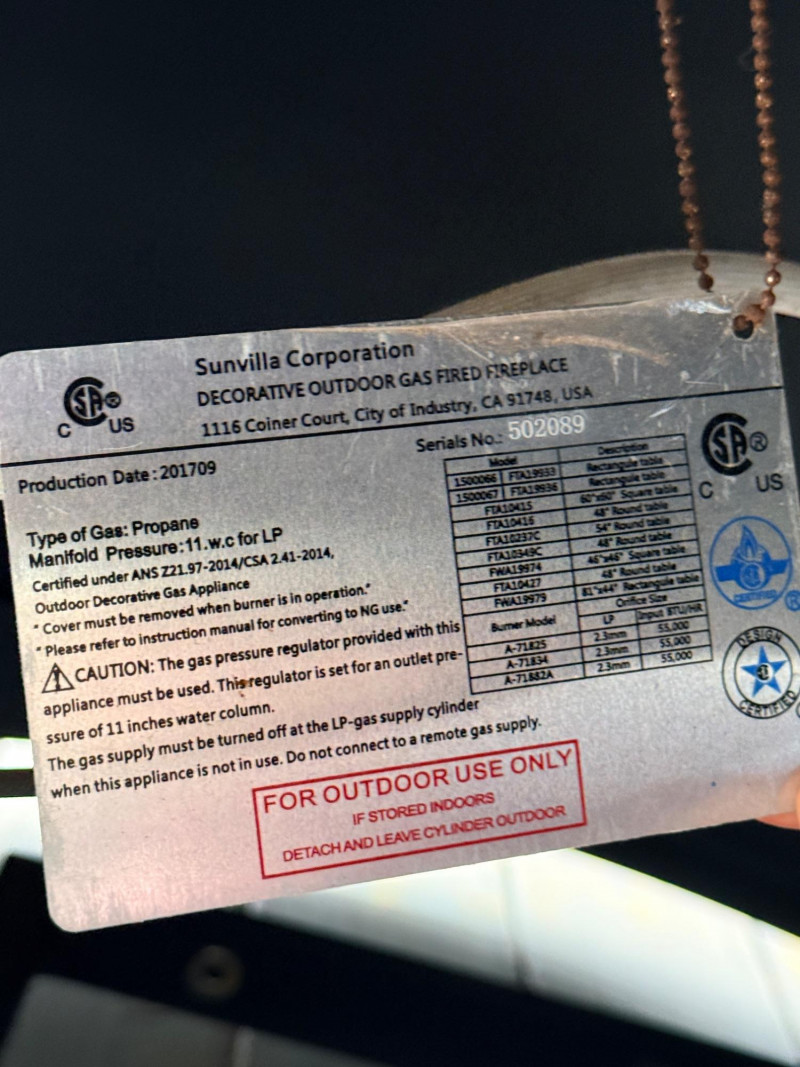 CSA®
C US
Sunvilla Corporation
DECORATIVE OUTDOOR GAS FIRED FIREPLACE
1116 Coiner Court, City of Industry, CA 91748, USA
Production Date: 201709
Serials No.: 502089
Type of Gas: Propane
Manifold Pressure: 11.w.c for LP
Certified under ANS Z21.97-2014/CSA 2.41-2014,
Outdoor Decorative Gas Appliance
* Cover must be removed when burner is in operation."
* Please refer to instruction manual for converting to NG use."
CAUTION: The gas pressure regulator provided with this
appliance must be used. This regulator is set for an outlet pre-
ssure of 11 inches water column.
The gas supply must be turned off at the LP-gas supply cylinder
when this appliance is not in use. Do not connect to a remote gas supply.
Model Description
1500066 FTA19933 Rectangule table
1500067 FTA19936 Rectangule table
FTA10415 60"x60" Square table
FTA10416 48" Round table
FTA10237C 54" Round table
FTA10349C 48" Round table
FWA19974 46"x46" Square table
FTA10427 48" Round table
FWA19979 81"x44" Rectangule table
Burner Model Orifice Size
LP Input BTU/HR
A-71825 2.3mm 55,000
A-71834 2.3mm 55,000
A-71882A 2.3mm 55,000
CSA®
C US
CERTIFIED ®
DESIGN
CERTIFIED
FOR OUTDOOR USE ONLY
IF STORED INDOORS
DETACH AND LEAVE CYLINDER OUTDOOR